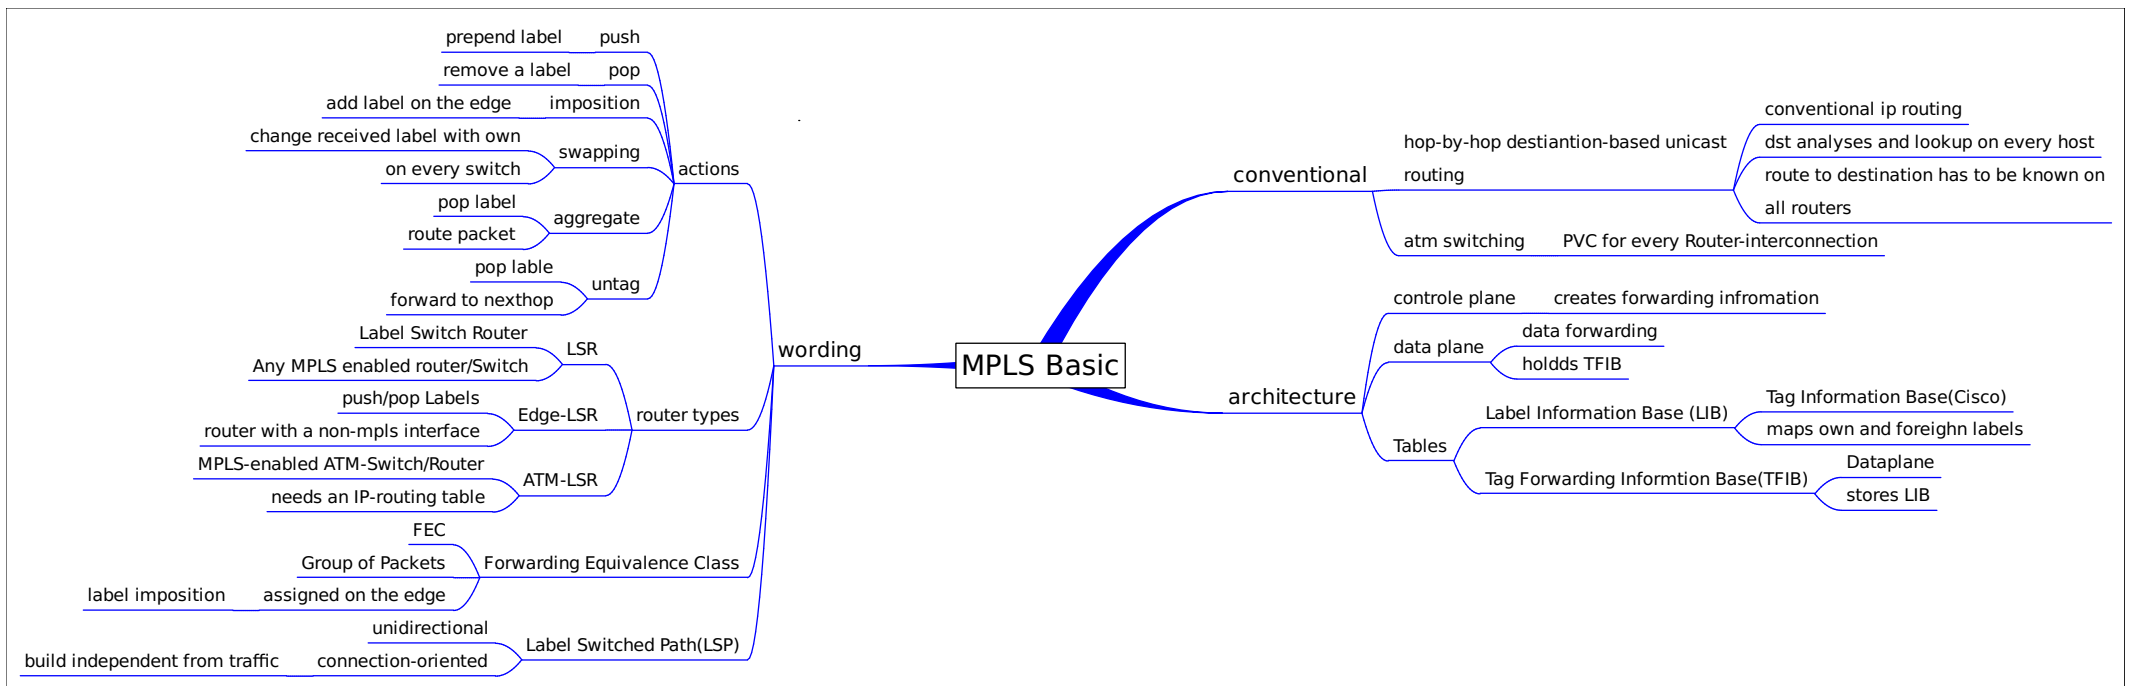 MPLS Basic
wording
actions
push
prepend label
pop
remove a label
imposition
add label on the edge
swapping
change received label with own
on every switch
aggregate
pop label
route packet
untag
pop lable
forward to nexthop
router types
LSR
Label Switch Router
Any MPLS enabled router/Switch
Edge-LSR
push/pop Labels
router with a non-mpls interface
ATM-LSR
MPLS-enabled ATM-Switch/Router
needs an IP-routing table
Forwarding Equivalence Class
FEC
Group of Packets
assigned on the edge
label imposition
Label Switched Path(LSP)
unidirectional
connection-oriented
build independent from traffic
conventional
hop-by-hop destiantion-based unicast
routing
conventional ip routing
dst analyses and lookup on every host
route to destination has to be known on
all routers
atm switching
PVC for every Router-interconnection
architecture
controle plane
creates forwarding infromation
data plane
data forwarding
holdds TFIB
Tables
Label Information Base (LIB)
Tag Information Base(Cisco)
maps own and foreighn labels
Tag Forwarding Informtion Base(TFIB)
Dataplane
stores LIB